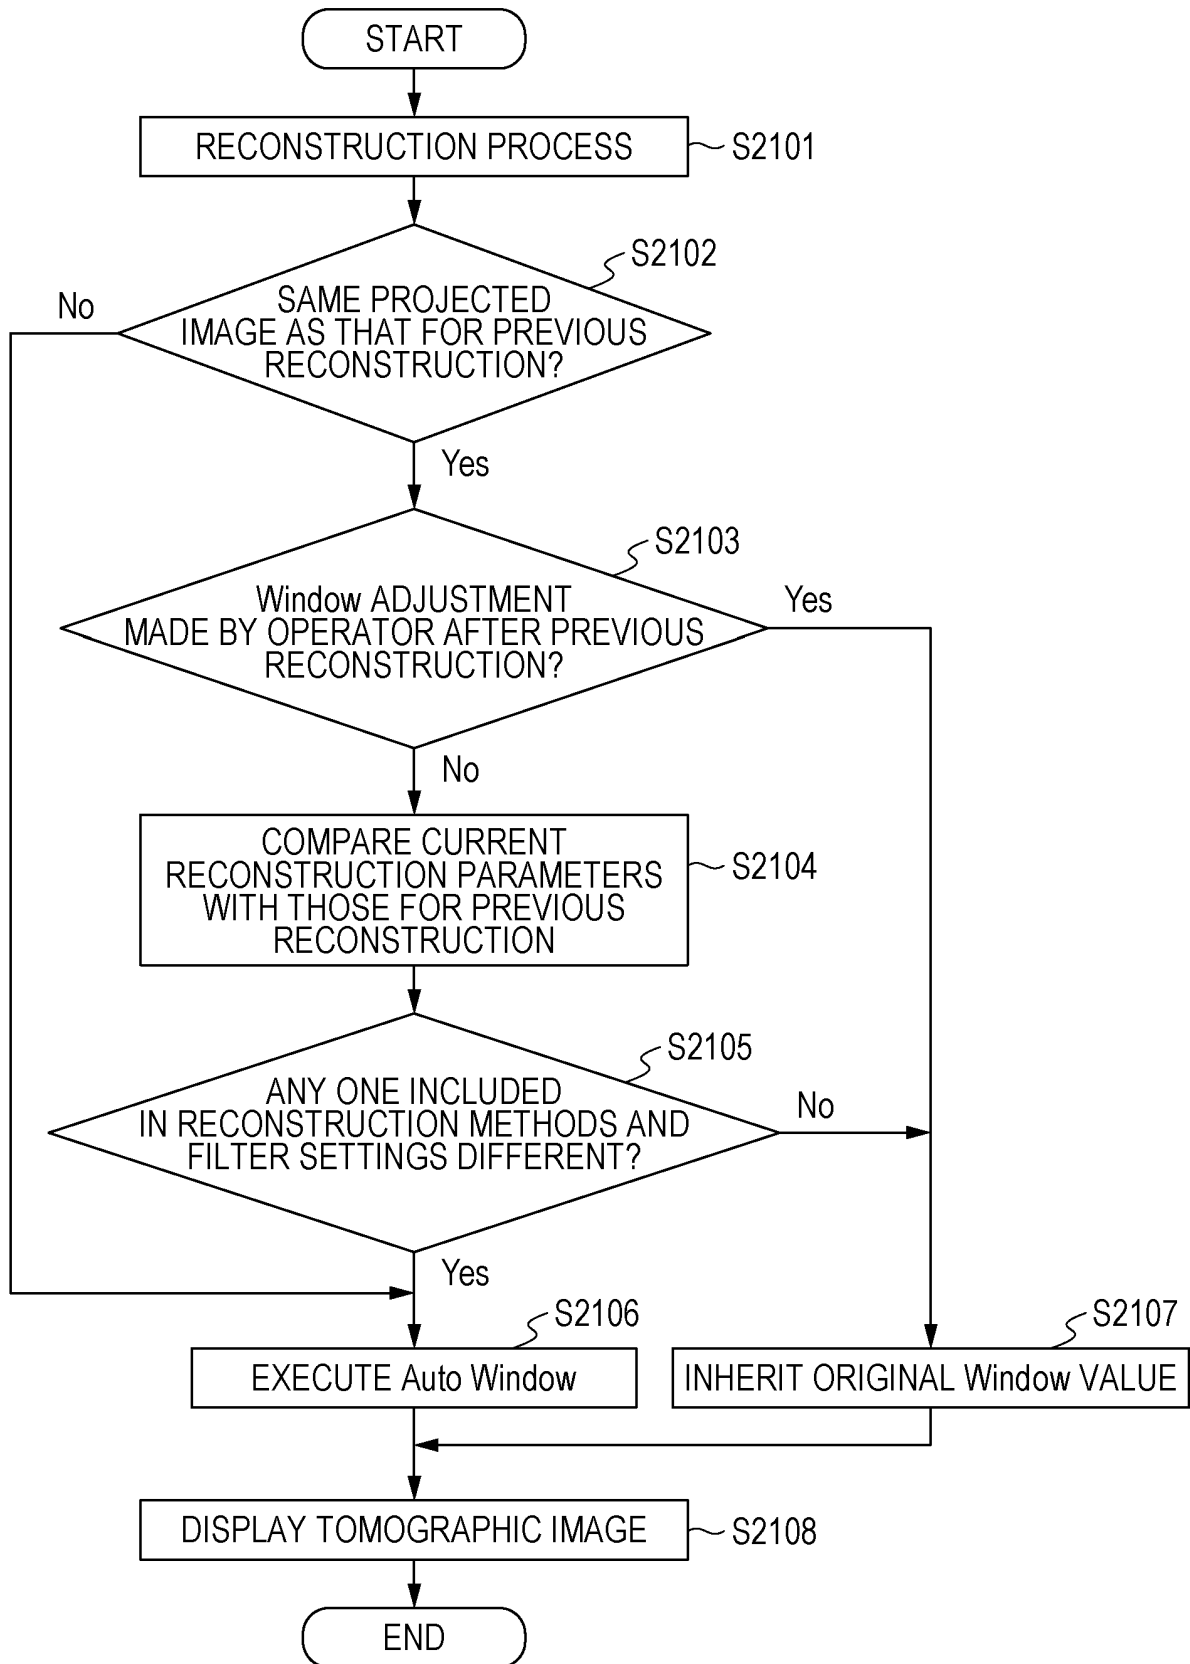 START
RECONSTRUCTION PROCESS
S2101
S2102
No
SAME PROJECTED
IMAGE AS THAT FOR PREVIOUS
RECONSTRUCTION?
Yes
S2103
Window ADJUSTMENT
MADE BY OPERATOR AFTER PREVIOUS
RECONSTRUCTION?
Yes
No
COMPARE CURRENT
RECONSTRUCTION PARAMETERS
WITH THOSE FOR PREVIOUS
RECONSTRUCTION
S2104
S2105
ANY ONE INCLUDED
IN RECONSTRUCTION METHODS AND
FILTER SETTINGS DIFFERENT?
No
Yes
S2106
EXECUTE Auto Window
S2107
INHERIT ORIGINAL Window VALUE
DISPLAY TOMOGRAPHIC IMAGE
S2108
END